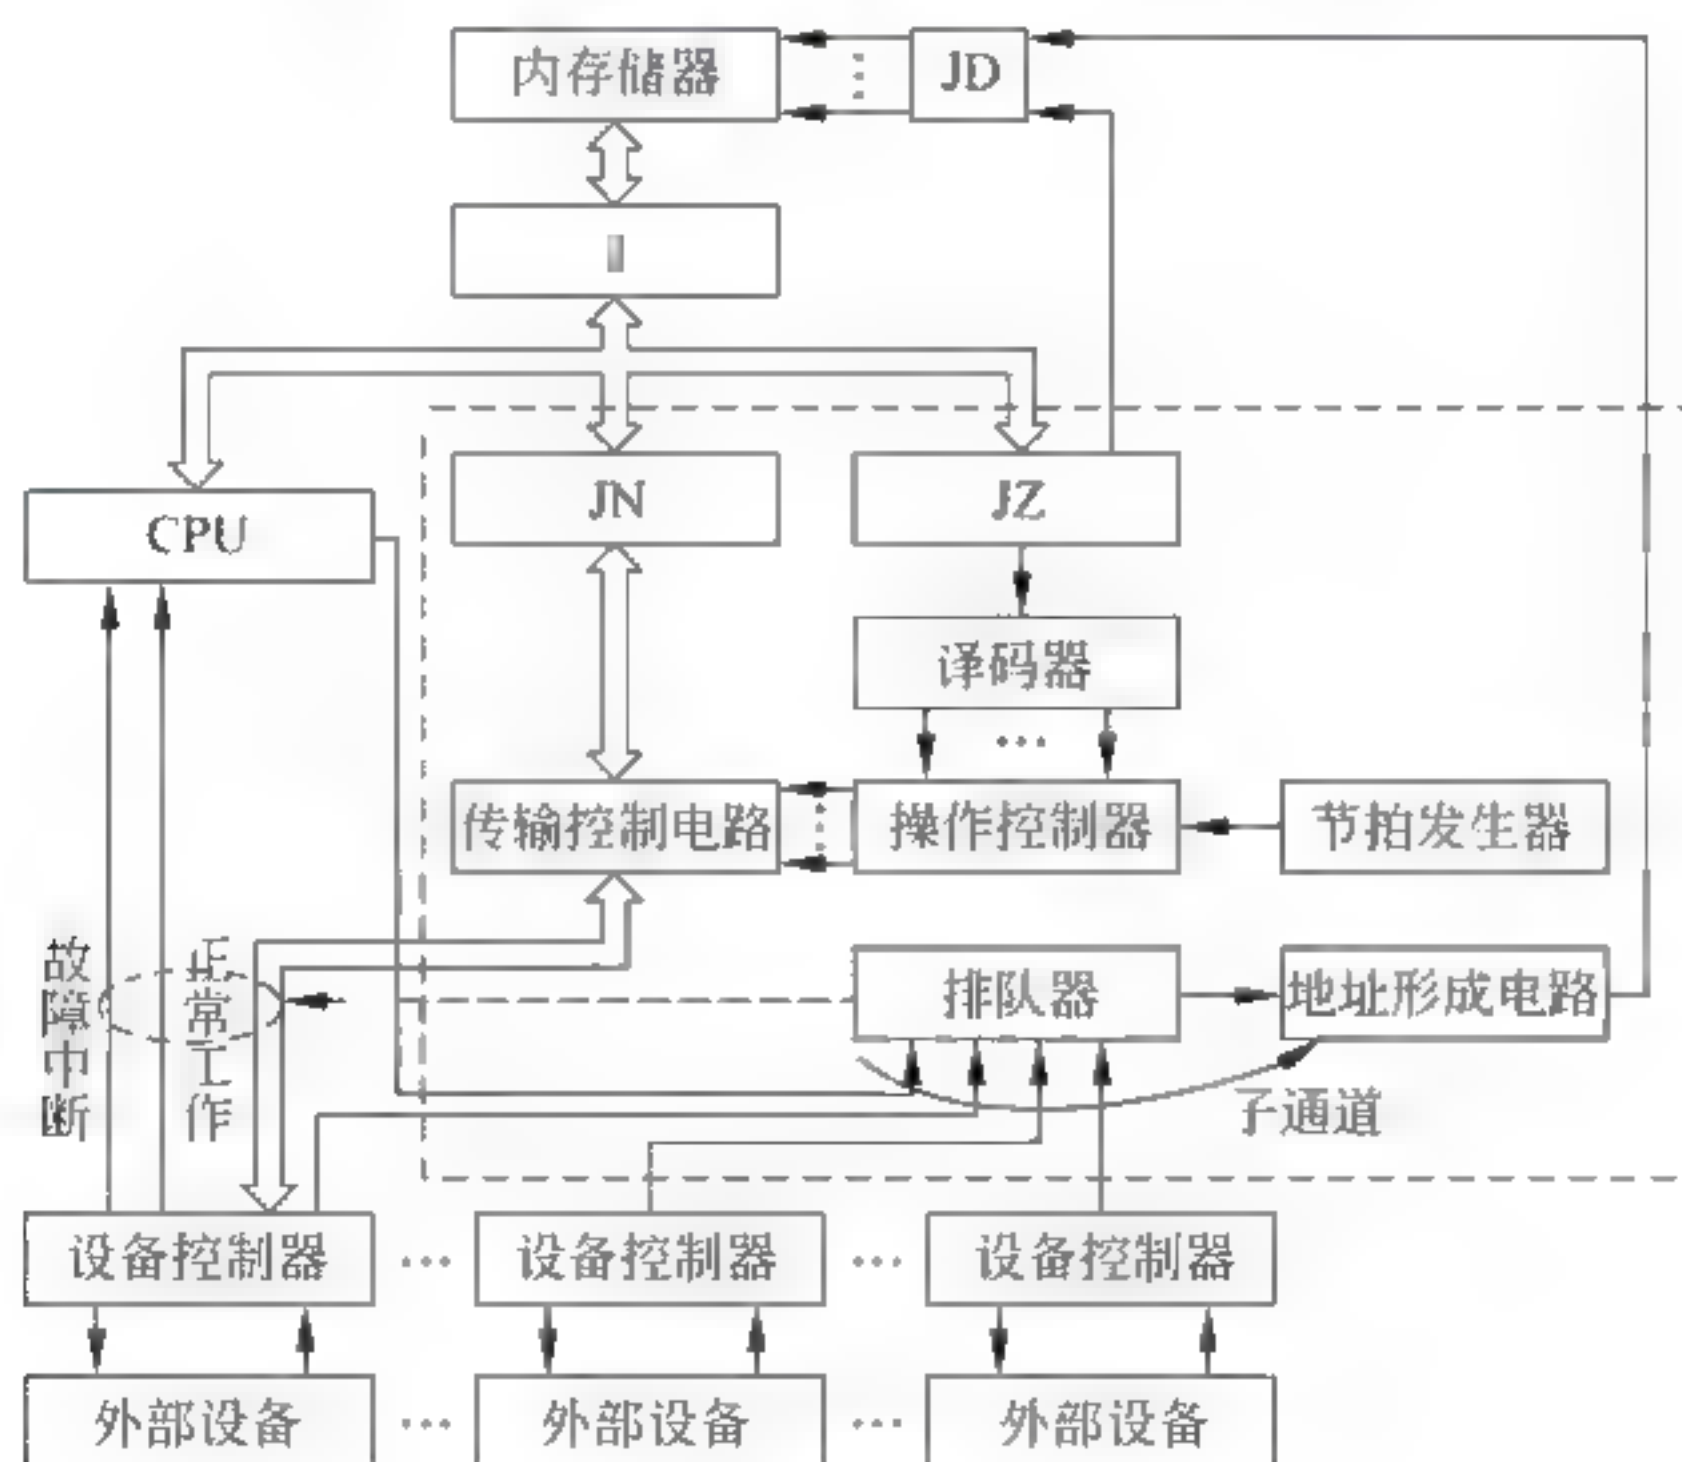 内存储器
JD
CPU
JN
JZ
译码器
传输控制电路
操作控制器
节拍发生器
故障中断
正常工作
排队器
地址形成电路
子通道
设备控制器
设备控制器
设备控制器
外部设备
外部设备
外部设备